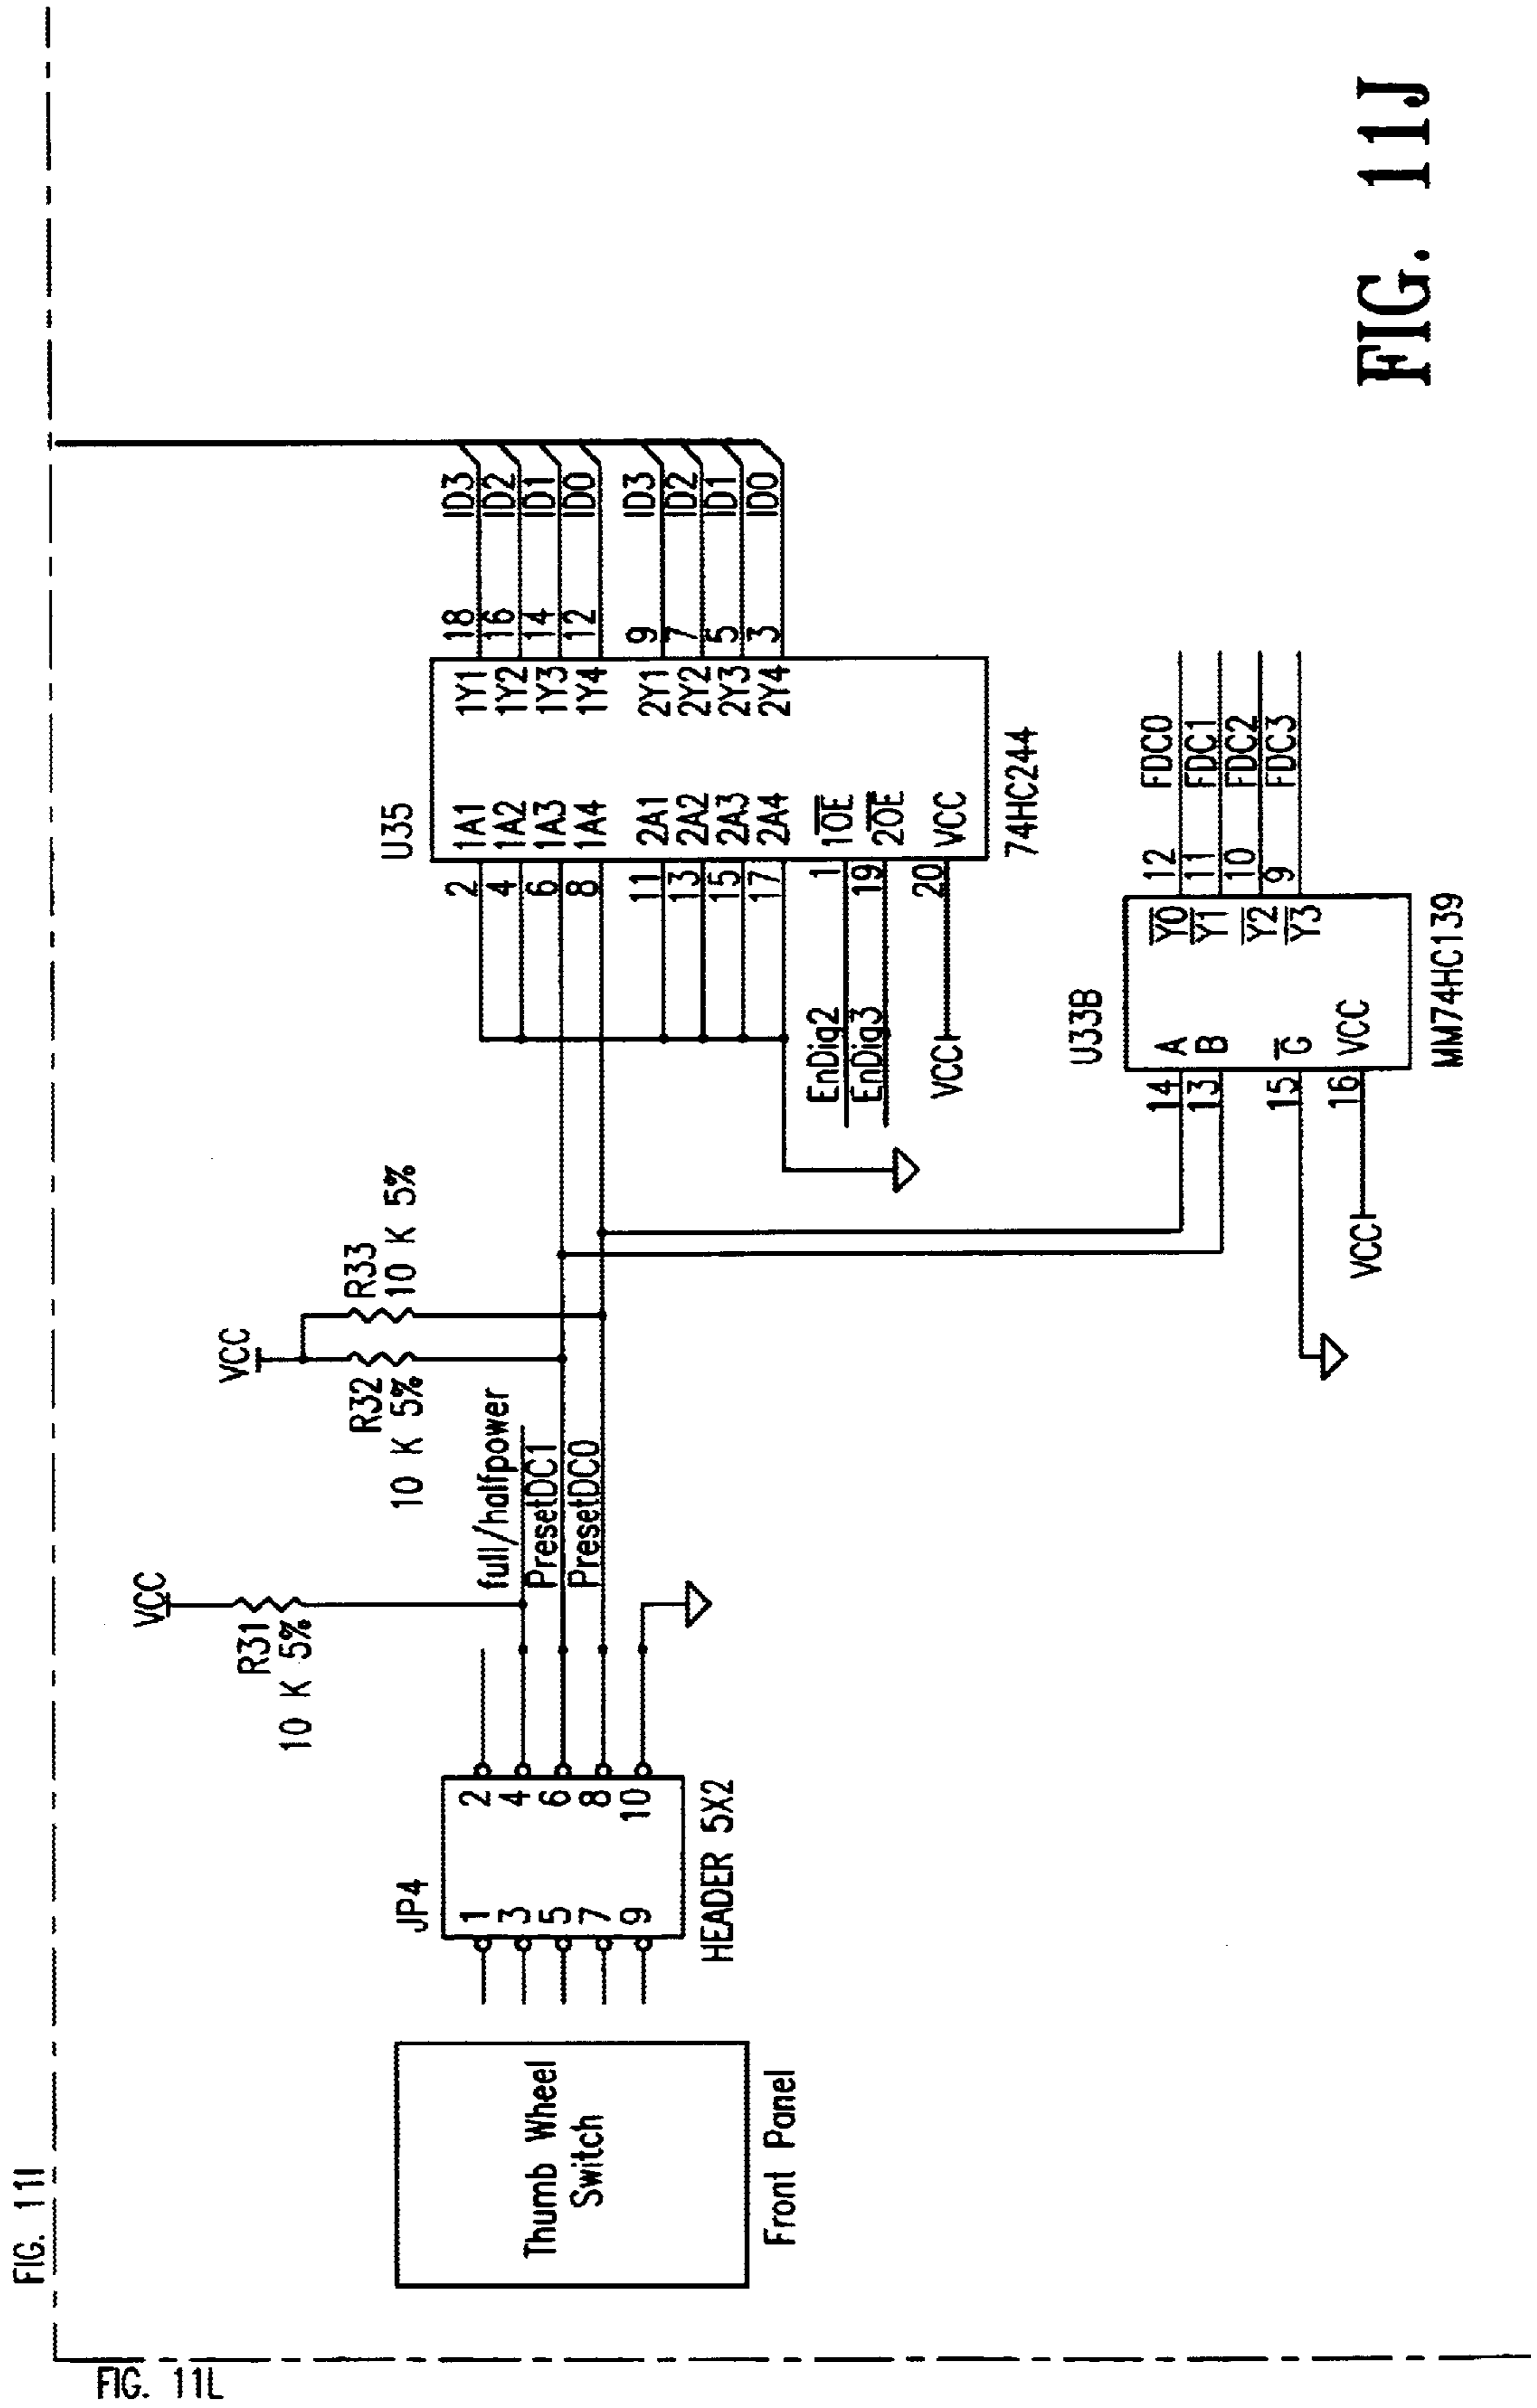 FIG. 11I
FIG. 11L
Thumb Wheel
Switch
Front Panel
JP4
1 2
3 4
5 6
7 8
9 10
HEADER 5X2
VCC
R31
10 K 5%
full/halfpower
PresetDC1
PresetDC0
VCC
R32
10 K 5%
R33
10 K 5%
U35
2 1A1 1Y1 18 ID3
4 1A2 1Y2 16 ID2
6 1A3 1Y3 14 ID1
8 1A4 1Y4 12 ID0
11 2A1 2Y1 9 ID3
13 2A2 2Y2 7 ID2
15 2A3 2Y3 5 ID1
17 2A4 2Y4 3 ID0
EnDig2 1 1OE
EnDig3 19 2OE
VCC 20 VCC
74HC244
U33B
14 A Y0 12 FDC0
13 B Y1 11 FDC1
Y2 10 FDC2
15 G Y3 9 FDC3
VCC 16 VCC
MM74HC139
FIG. 11J